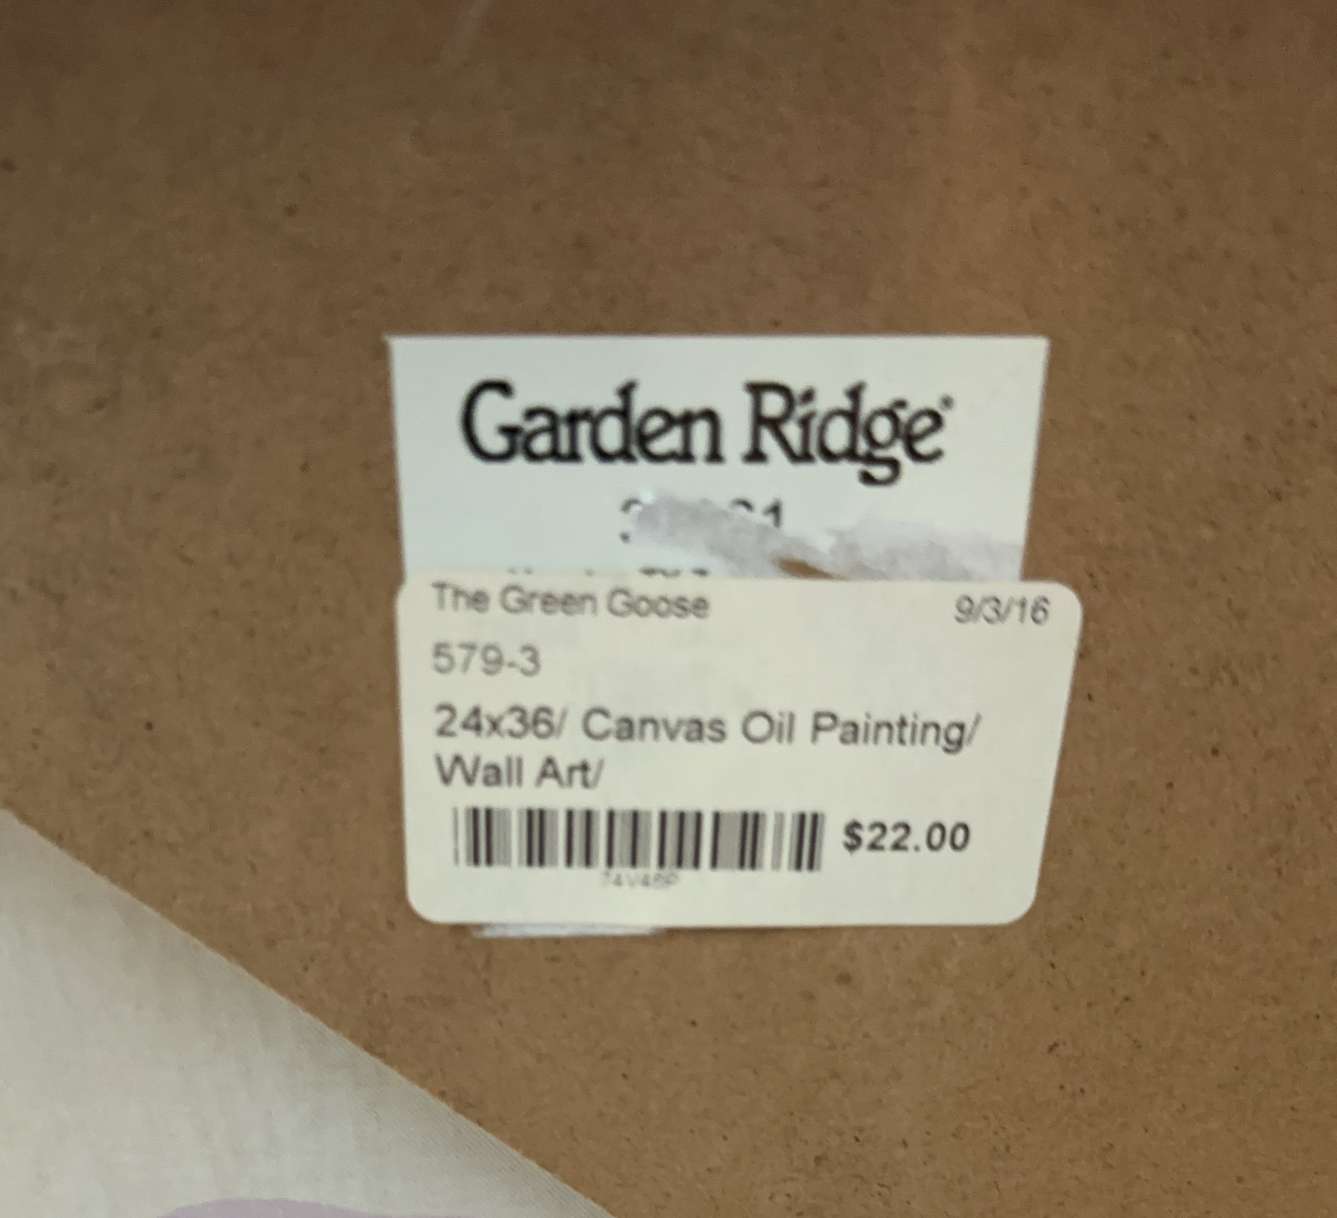 Garden Ridge
The Green Goose 9/3/16
579-3
24x36/ Canvas Oil Painting/
Wall Art/
$22.00